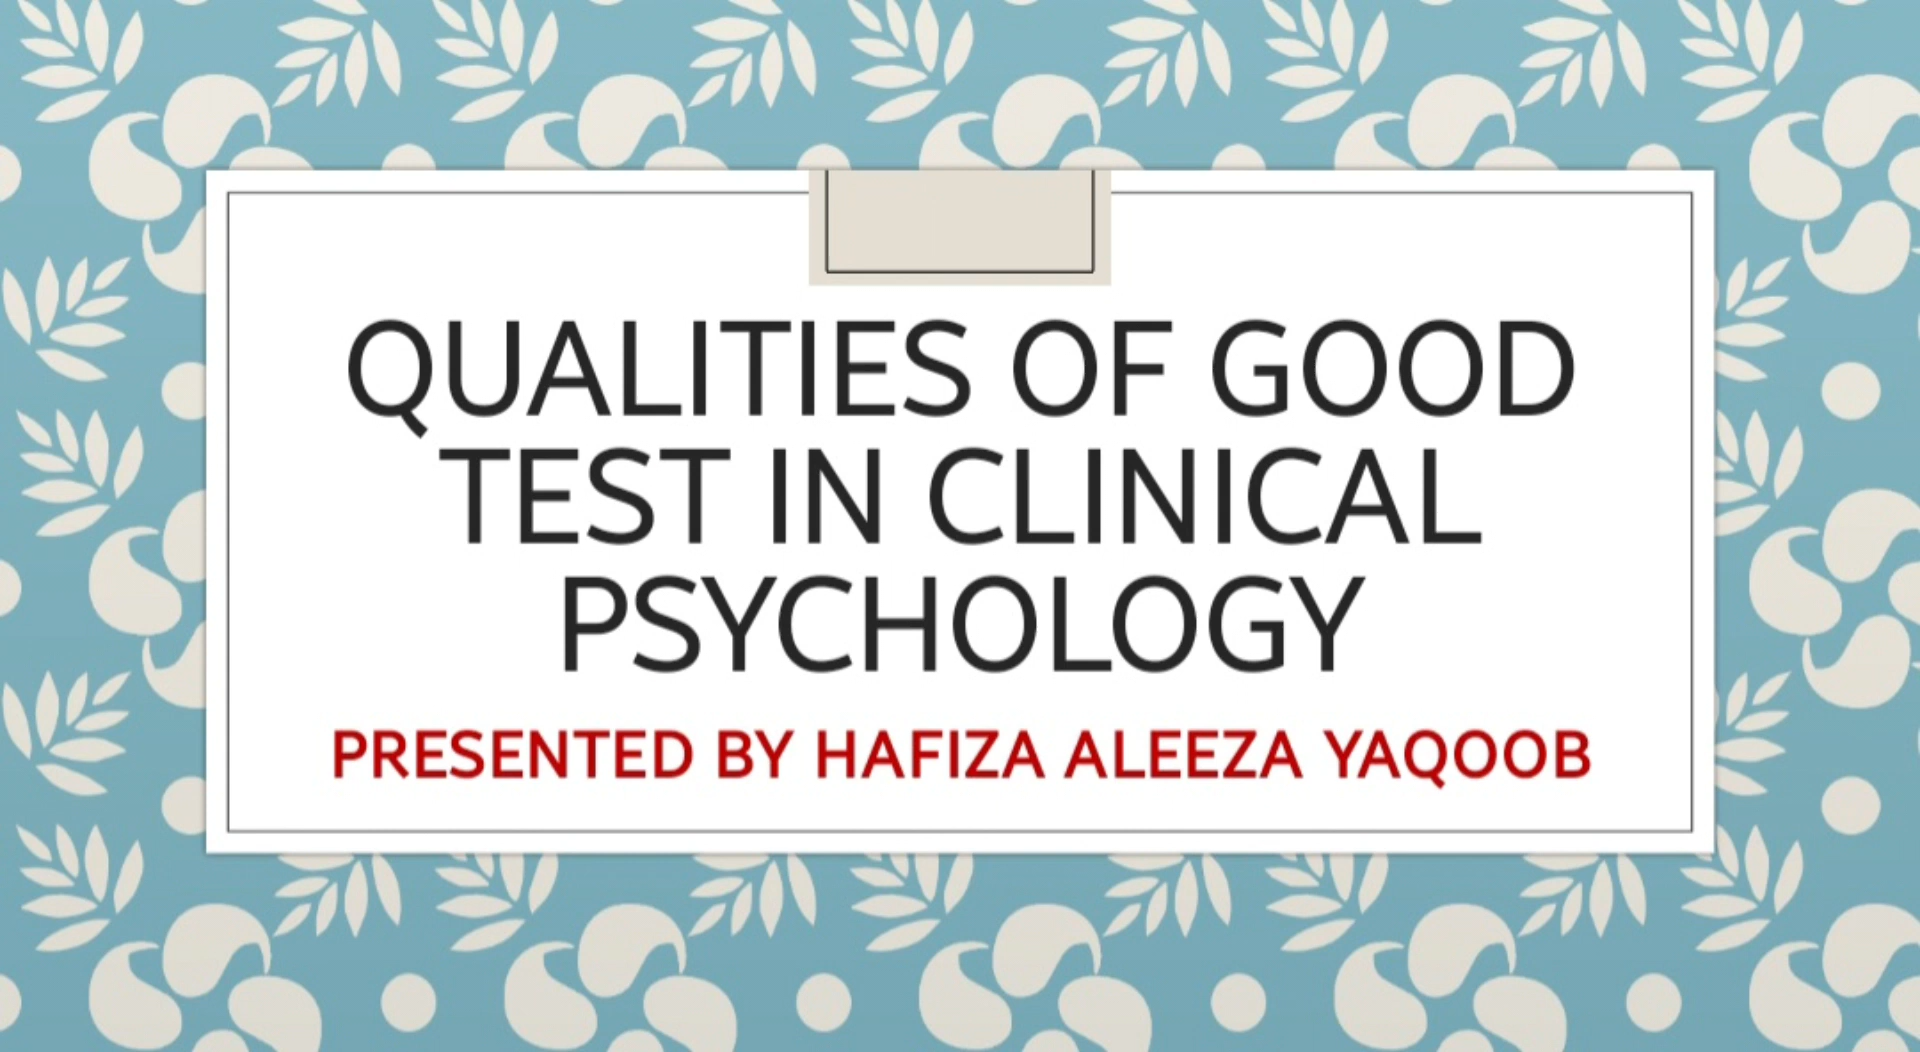 QUALITIES OF GOOD
TEST IN CLINICAL
PSYCHOLOGY
PRESENTED BY HAFIZA ALEEZA YAQOOB